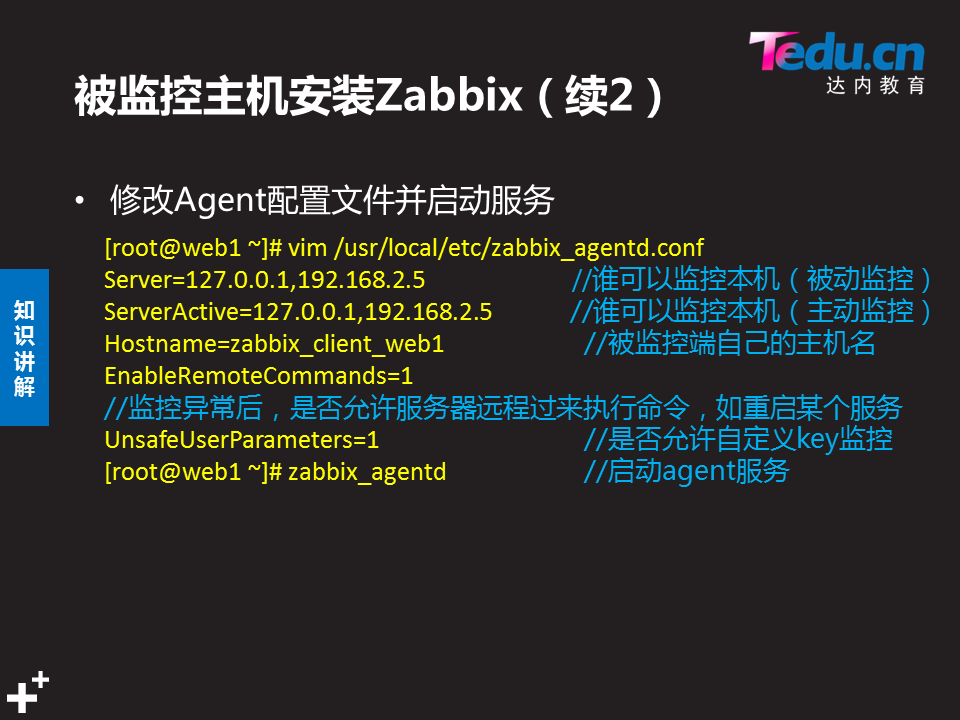 Tedu.cn
达内教育
被监控主机安装Zabbix（续2）
• 修改Agent配置文件并启动服务
[root@web1 ~]# vim /usr/local/etc/zabbix_agentd.conf
Server=127.0.0.1,192.168.2.5 //谁可以监控本机（被动监控）
ServerActive=127.0.0.1,192.168.2.5 //谁可以监控本机（主动监控）
Hostname=zabbix_client_web1 //被监控端自己的主机名
EnableRemoteCommands=1
//监控异常后，是否允许服务器远程过来执行命令，如重启某个服务
UnsafeUserParameters=1 //是否允许自定义key监控
[root@web1 ~]# zabbix_agentd //启动agent服务
知
识
讲
解